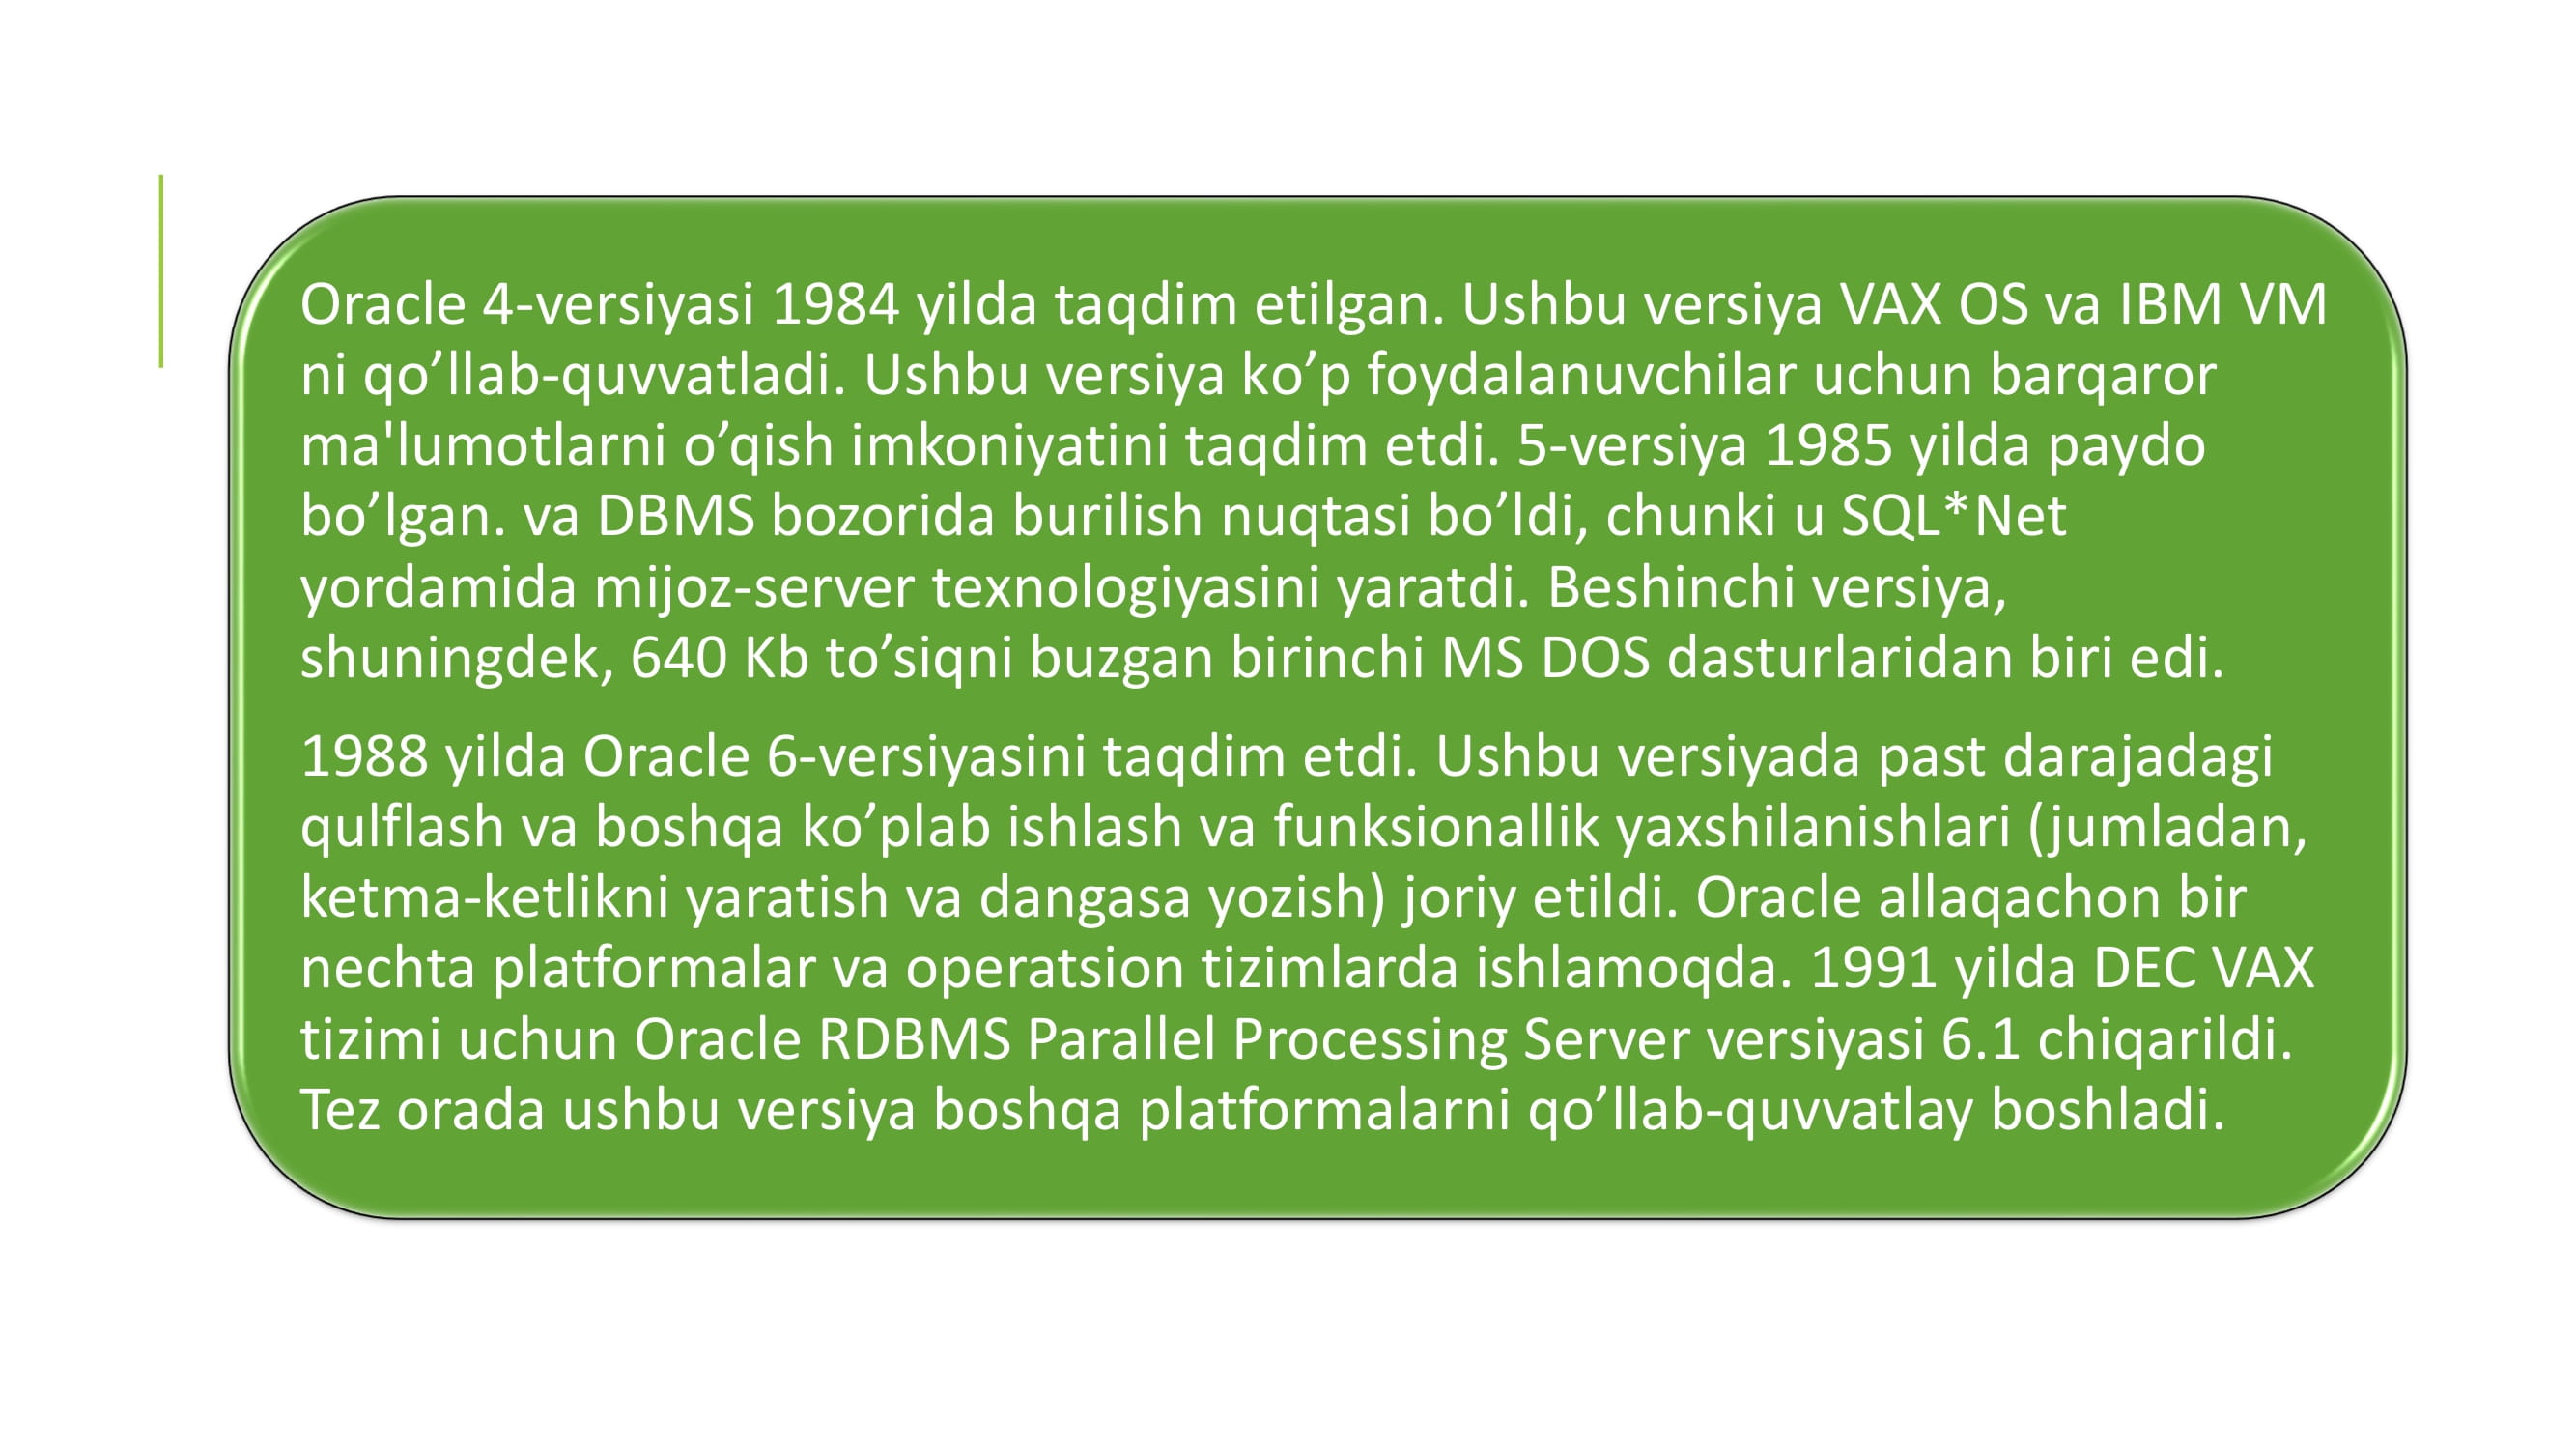 Oracle 4-versiyasi 1984 yilda taqdim etilgan. Ushbu versiya VAX OS va IBM VM
ni qo’llab-quvvatladi. Ushbu versiya ko’p foydalanuvchilar uchun barqaror
ma'lumotlarni o’qish imkoniyatini taqdim etdi. 5-versiya 1985 yilda paydo
bo’lgan. va DBMS bozorida burilish nuqtasi bo’ldi, chunki u SQL*Net
yordamida mijoz-server texnologiyasini yaratdi. Beshinchi versiya,
shuningdek, 640 Kb to’siqni buzgan birinchi MS DOS dasturlaridan biri edi.
1988 yilda Oracle 6-versiyasini taqdim etdi. Ushbu versiyada past darajadagi
qulflash va boshqa ko’plab ishlash va funksionallik yaxshilanishlari (jumladan,
ketma-ketlikni yaratish va dangasa yozish) joriy etildi. Oracle allaqachon bir
nechta platformalar va operatsion tizimlarda ishlamoqda. 1991 yilda DEC VAX
tizimi uchun Oracle RDBMS Parallel Processing Server versiyasi 6.1 chiqarildi.
Tez orada ushbu versiya boshqa platformalarni qo’llab-quvvatlay boshladi.